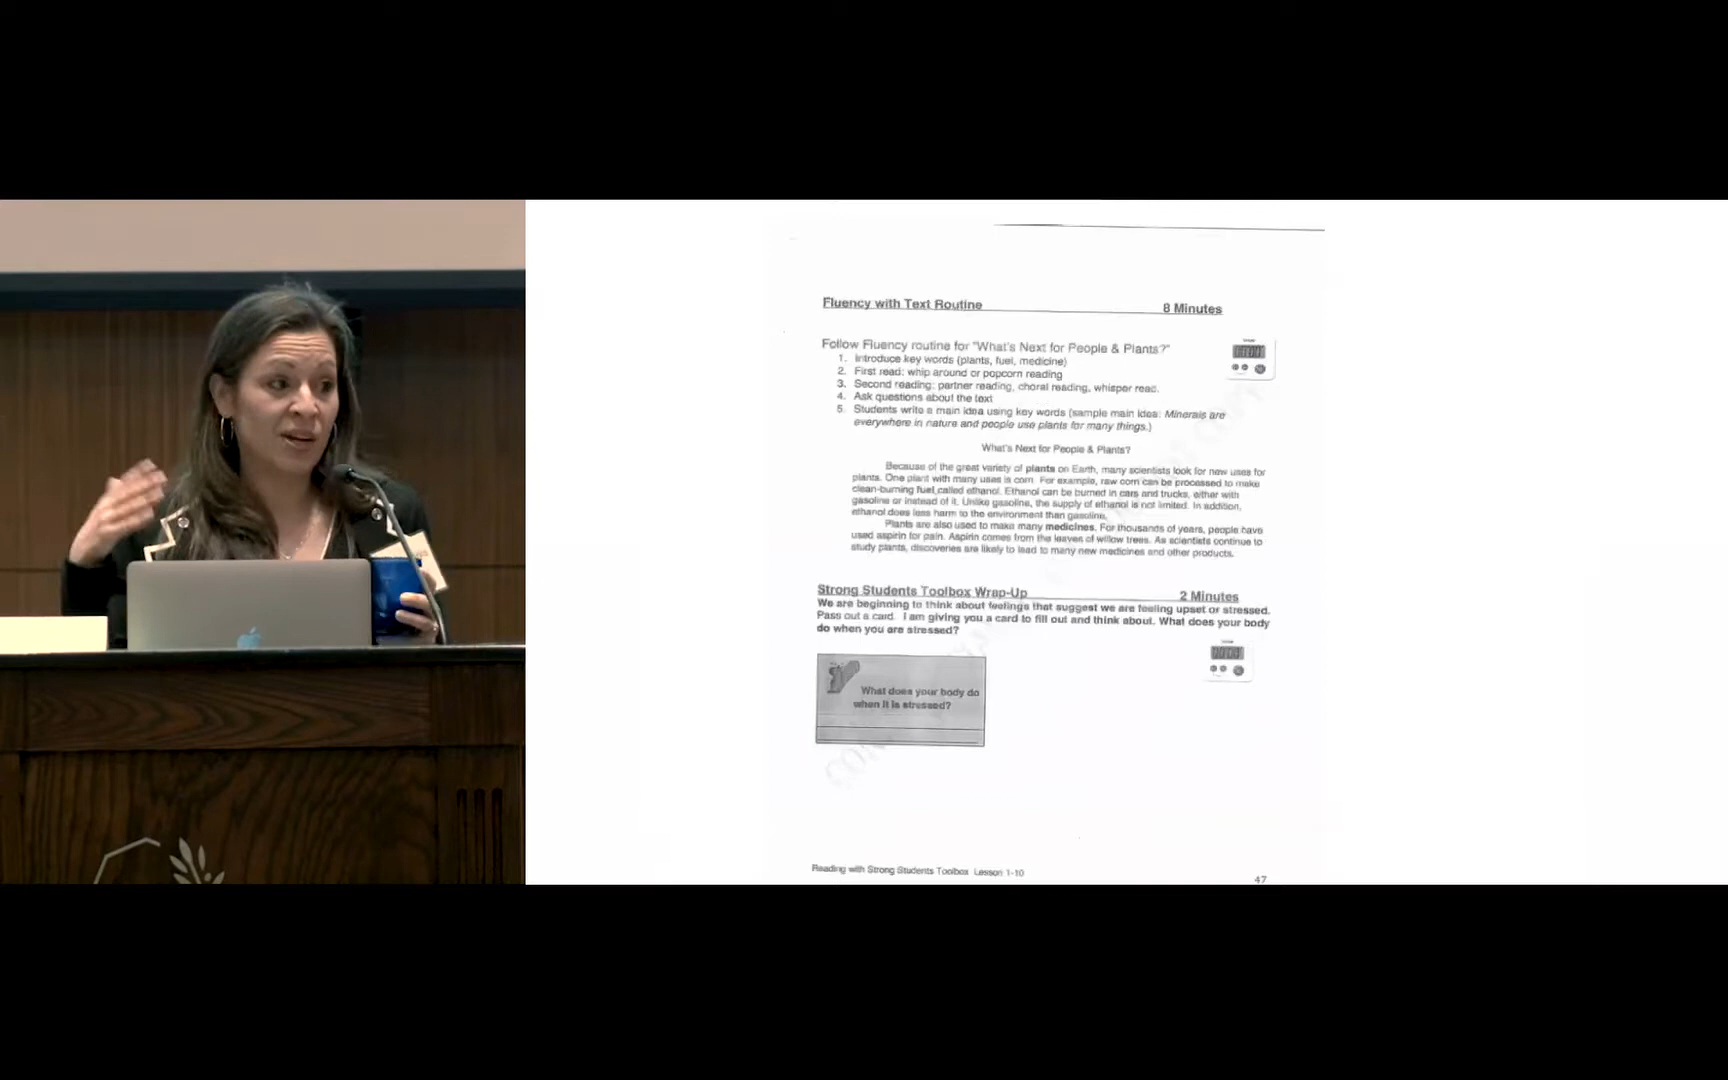 Fluency with Text Routine 8 Minutes
Follow Fluency routine for "What's Next for People & Plants?"
1. Introduce key words (plants, fuel, medicine)
2. First read: whip around or popcorn reading
3. Second reading: partner reading, choral reading, whisper read.
4. Ask questions about the text
5. Students write a main idea using key words (sample main idea: Minerals are
everywhere in nature and people use plants for many things.)
What's Next for People & Plants?
Because of the great variety of plants on Earth, many scientists look for new uses for
plants. One plant with many uses is corn. For example, raw corn can be processed to make
clean-burning fuel called ethanol. Ethanol can be burned in cars and trucks, either with
gasoline or instead of it. Unlike gasoline, the supply of ethanol is not limited. In addition,
ethanol does less harm to the environment than gasoline.
Plants are also used to make many medicines. For thousands of years, people have
used aspirin for pain. Aspirin comes from the leaves of willow trees. As scientists continue to
study plants, discoveries are likely to lead to many new medicines and other products.
Strong Students Toolbox Wrap-Up 2 Minutes
We are beginning to think about feelings that suggest we are feeling upset or stressed.
Pass out a card. I am giving you a card to fill out and think about. What does your body
do when you are stressed?
What does your body do
when it is stressed?
Reading with Strong Students Toolbox Lesson 1-10
47